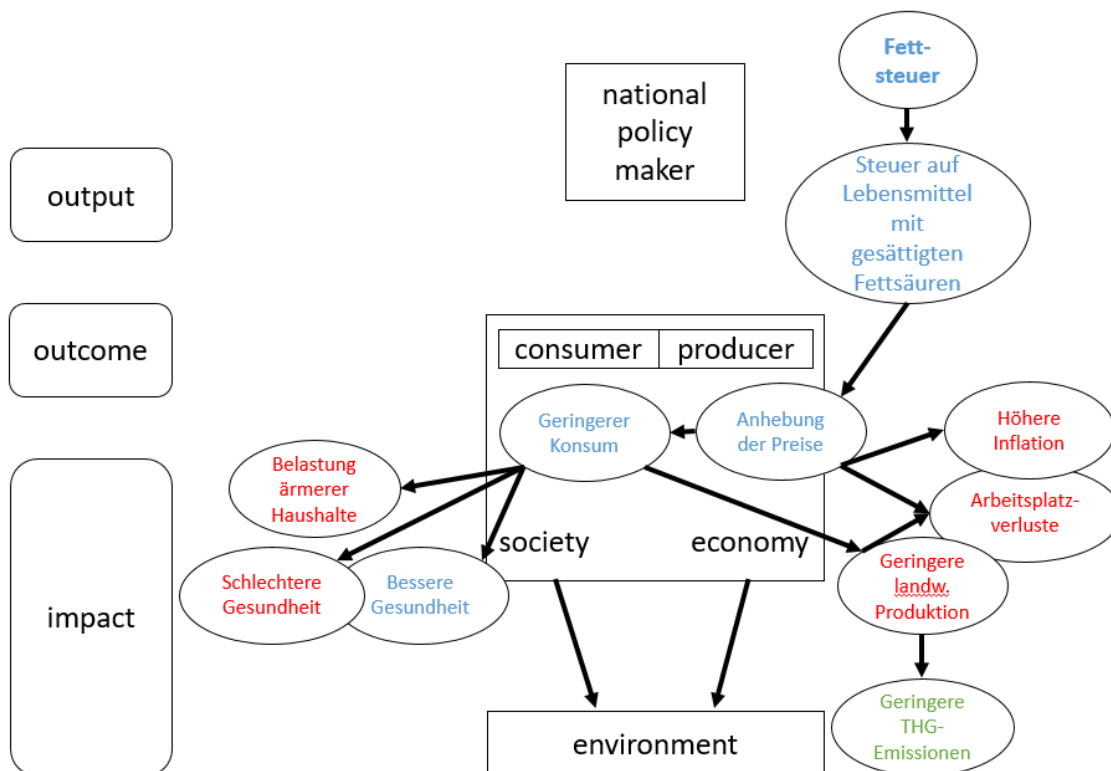 Fett-
steuer
national
policy
maker
output
Steuer auf
Lebensmittel
mit
gesättigten
Fettsäuren
outcome
consumer
producer
Geringerer
Konsum
Anhebung
der Preise
Höhere
Inflation
Belastung
ärmerer
Haushalte
Arbeitsplatz-
verluste
society
economy
Schlechtere
Gesundheit
Bessere
Gesundheit
Geringere
landw.
Produktion
impact
Geringere
THG-
Emissionen
environment